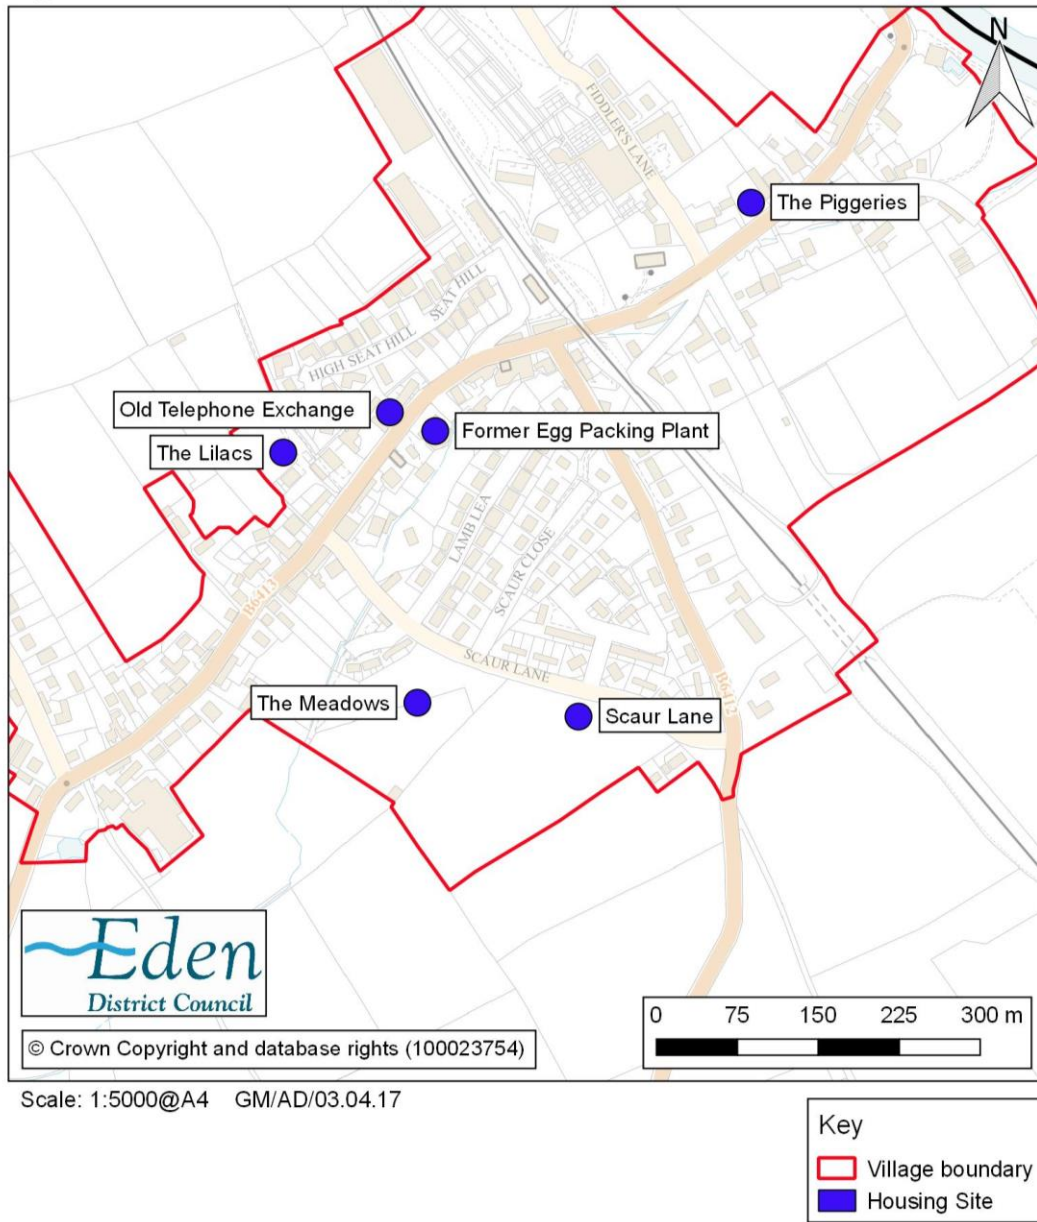 N
FIDDLER'S LANE
The Piggeries
SEAT HILL
HIGH SEAT HILL
Old Telephone Exchange
Former Egg Packing Plant
The Lilacs
LAMB LEA
SCAUR CLOSE
B6413
SCAUR LANE
B6412
The Meadows
Scaur Lane
Eden
District Council
0 75 150 225 300 m
© Crown Copyright and database rights (100023754)
Scale: 1:5000@A4 GM/AD/03.04.17
Key
Village boundary
Housing Site